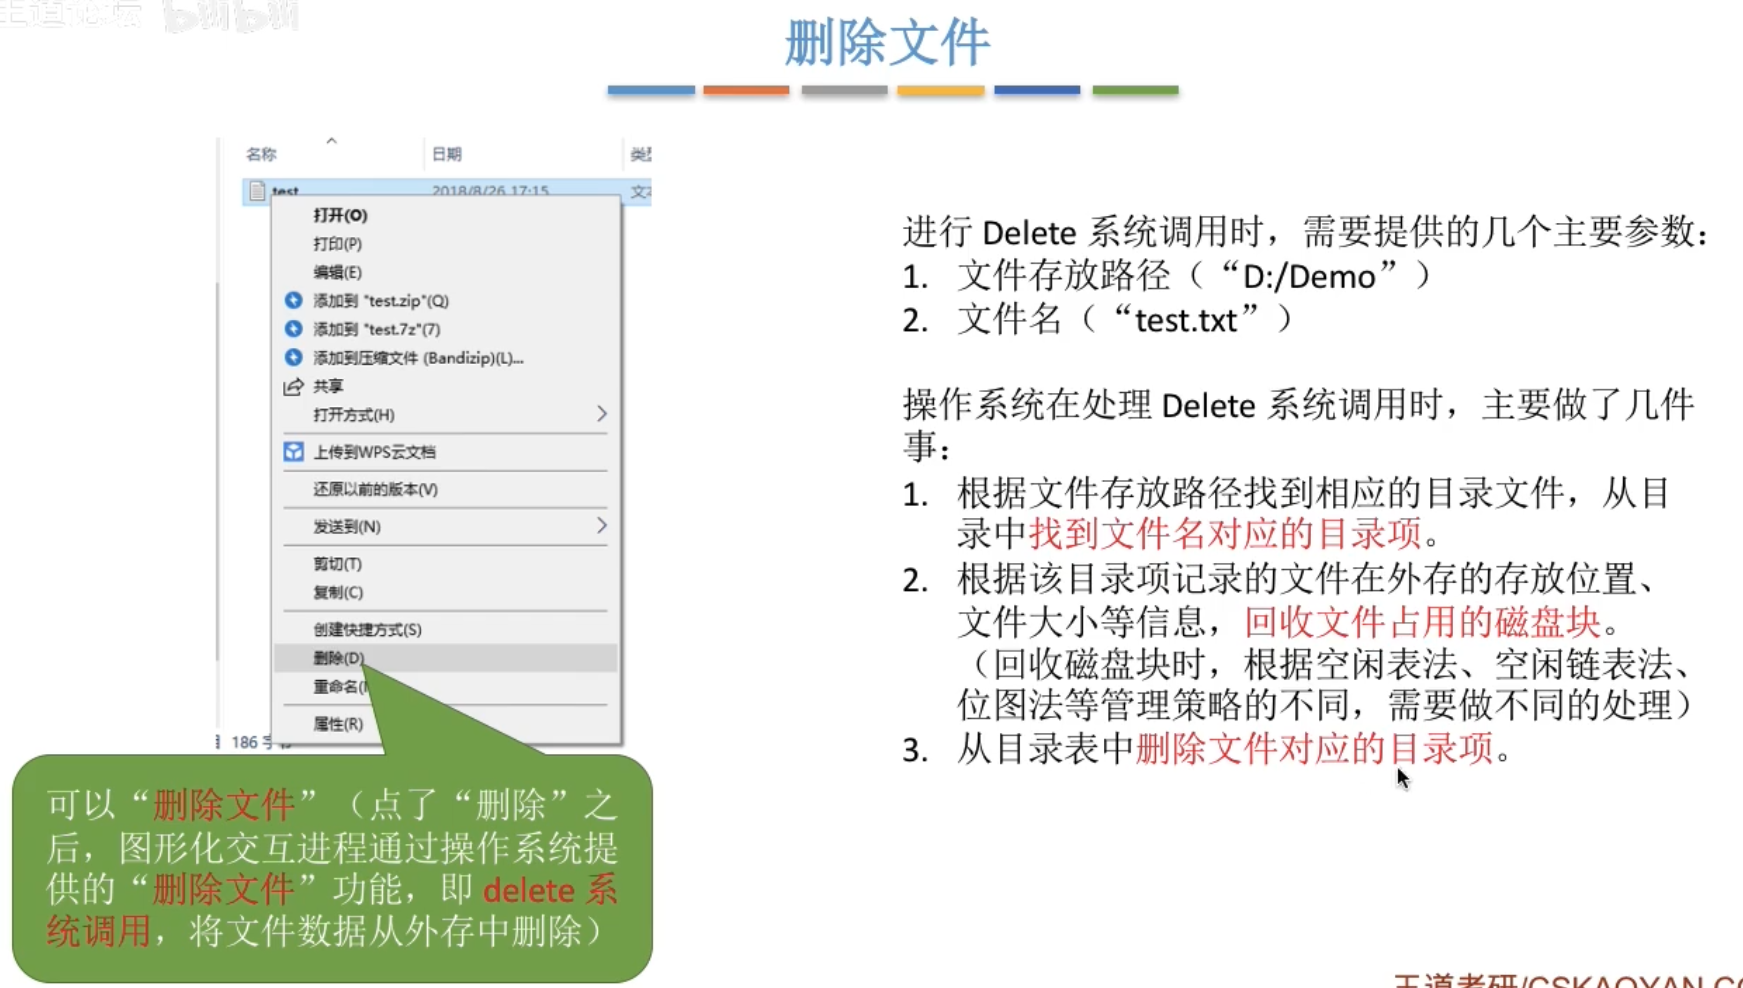 王道论坛 bilibili
删除文件
名称
日期
类型
test
2018/8/26 17:15
打开(O)
打印(P)
编辑(E)
添加到 "test.zip"(Q)
添加到 "test.7z"(7)
添加到压缩文件 (Bandizip)(L)...
共享
打开方式(H)
上传到WPS云文档
还原以前的版本(V)
发送到(N)
剪切(T)
复制(C)
创建快捷方式(S)
删除(D)
重命名(
属性(R)
186 字
可以“删除文件”（点了“删除”之
后，图形化交互进程通过操作系统提
供的“删除文件”功能，即 delete 系
统调用，将文件数据从外存中删除）
进行 Delete 系统调用时，需要提供的几个主要参数：
1. 文件存放路径（“D:/Demo”）
2. 文件名（“test.txt”）
操作系统在处理 Delete 系统调用时，主要做了几件
事：
1. 根据文件存放路径找到相应的目录文件，从目
录中找到文件名对应的目录项。
2. 根据该目录项记录的文件在外存的存放位置、
文件大小等信息，回收文件占用的磁盘块。
（回收磁盘块时，根据空闲表法、空闲链表法、
位图法等管理策略的不同，需要做不同的处理）
3. 从目录表中删除文件对应的目录项。
王道考研/CSKAOYAN.CO